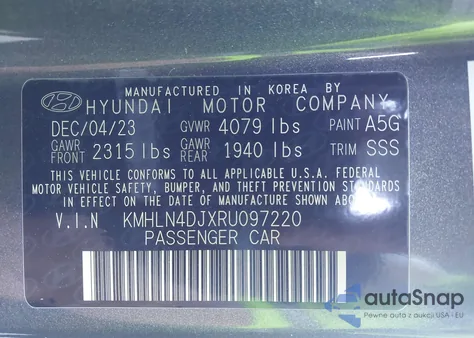 MANUFACTURED IN KOREA BY
HYUNDAI MOTOR COMPANY
DEC/04/23 GVWR 4079 lbs PAINT A5G
GAWR FRONT 2315 lbs GAWR REAR 1940 lbs TRIM SSS
THIS VEHICLE CONFORMS TO ALL APPLICABLE U.S.A. FEDERAL
MOTOR VEHICLE SAFETY, BUMPER, AND THEFT PREVENTION
STANDARDS IN EFFECT ON THE DATE OF MANUFACTURE SHOWN ABOVE.
V.I.N KMHLN4DJXRU097220
PASSENGER CAR
autoSnap
Pewne auta z aukcji USA i EU